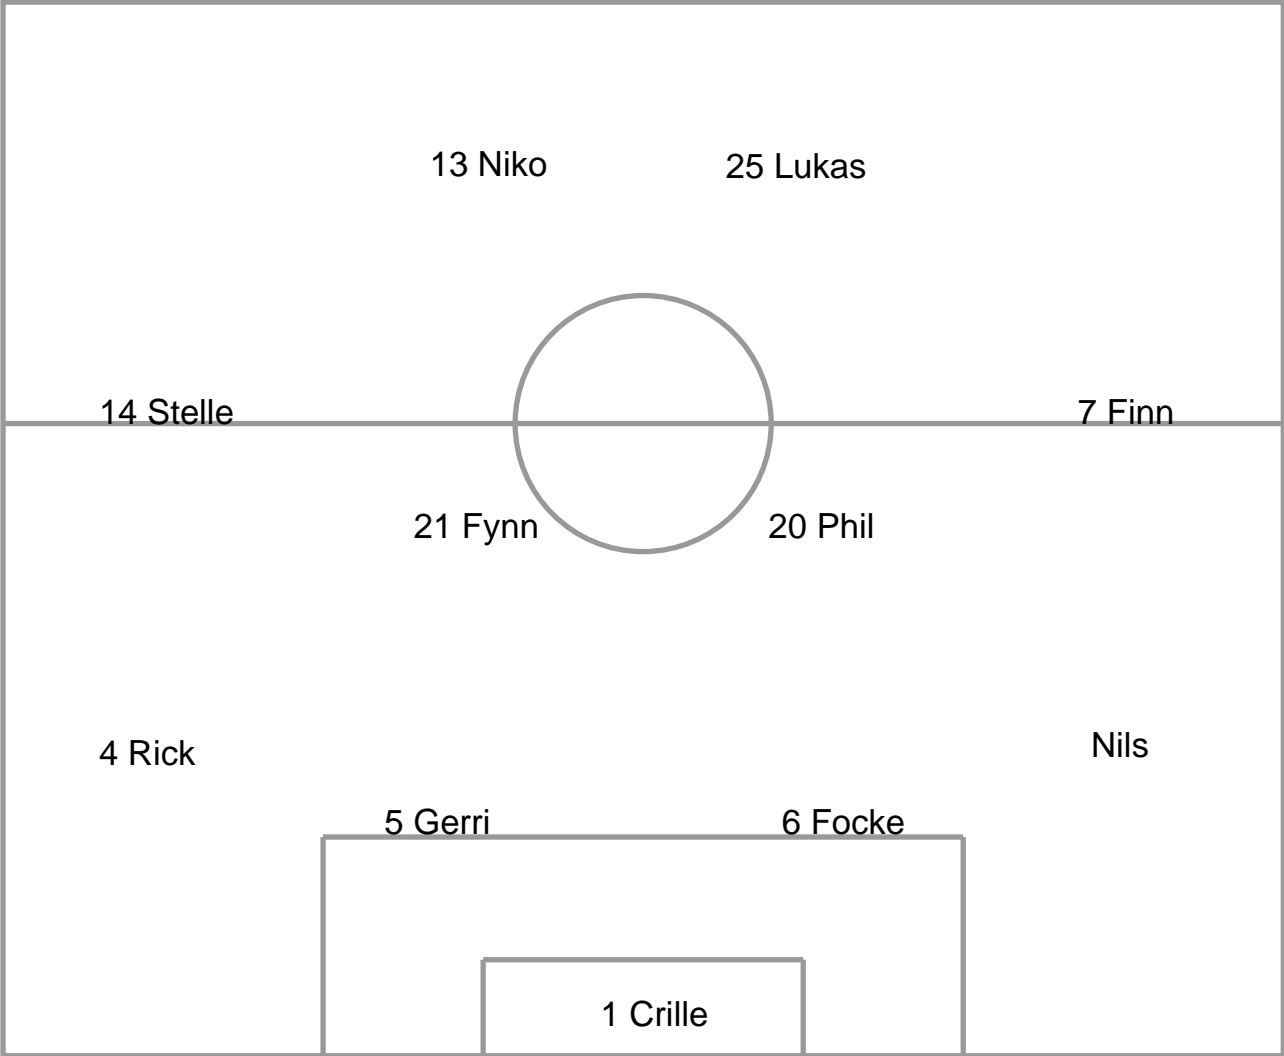 13 Niko
25 Lukas
14 Stelle
7 Finn
21 Fynn
20 Phil
4 Rick
Nils
5 Gerri
6 Focke
1 Crille